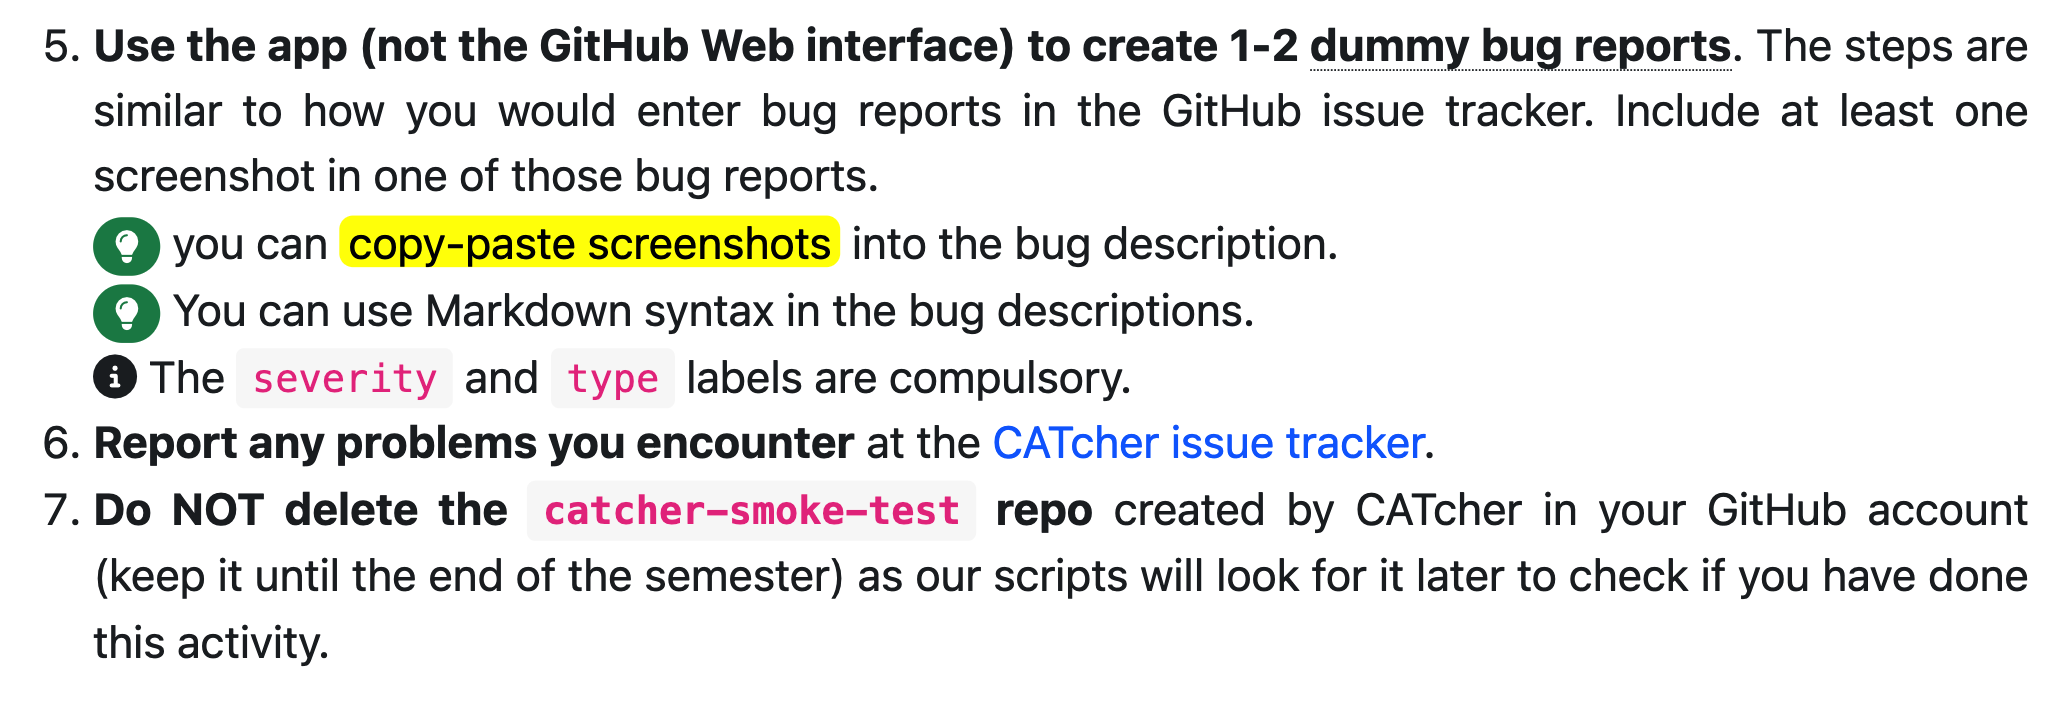 5. Use the app (not the GitHub Web interface) to create 1-2 dummy bug reports. The steps are
similar to how you would enter bug reports in the GitHub issue tracker. Include at least one
screenshot in one of those bug reports.
you can copy-paste screenshots into the bug description.
You can use Markdown syntax in the bug descriptions.
The severity and type labels are compulsory.
6. Report any problems you encounter at the CATcher issue tracker.
7. Do NOT delete the catcher-smoke-test repo created by CATcher in your GitHub account
(keep it until the end of the semester) as our scripts will look for it later to check if you have done
this activity.